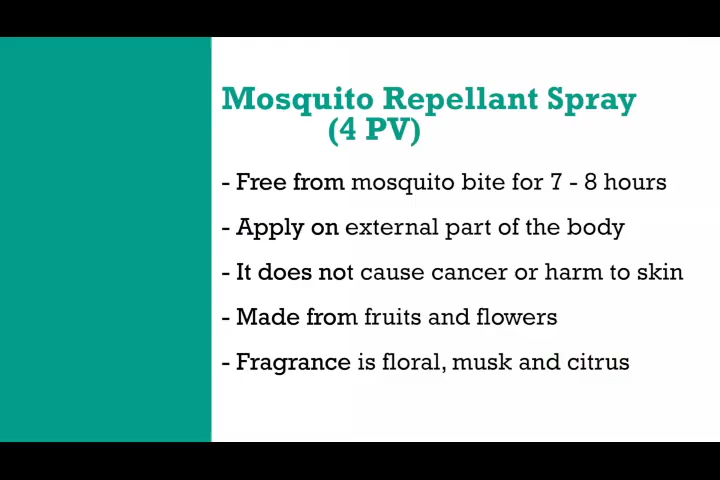 Mosquito Repellant Spray
(4 PV)
- Free from mosquito bite for 7 - 8 hours
- Apply on external part of the body
- It does not cause cancer or harm to skin
- Made from fruits and flowers
- Fragrance is floral, musk and citrus